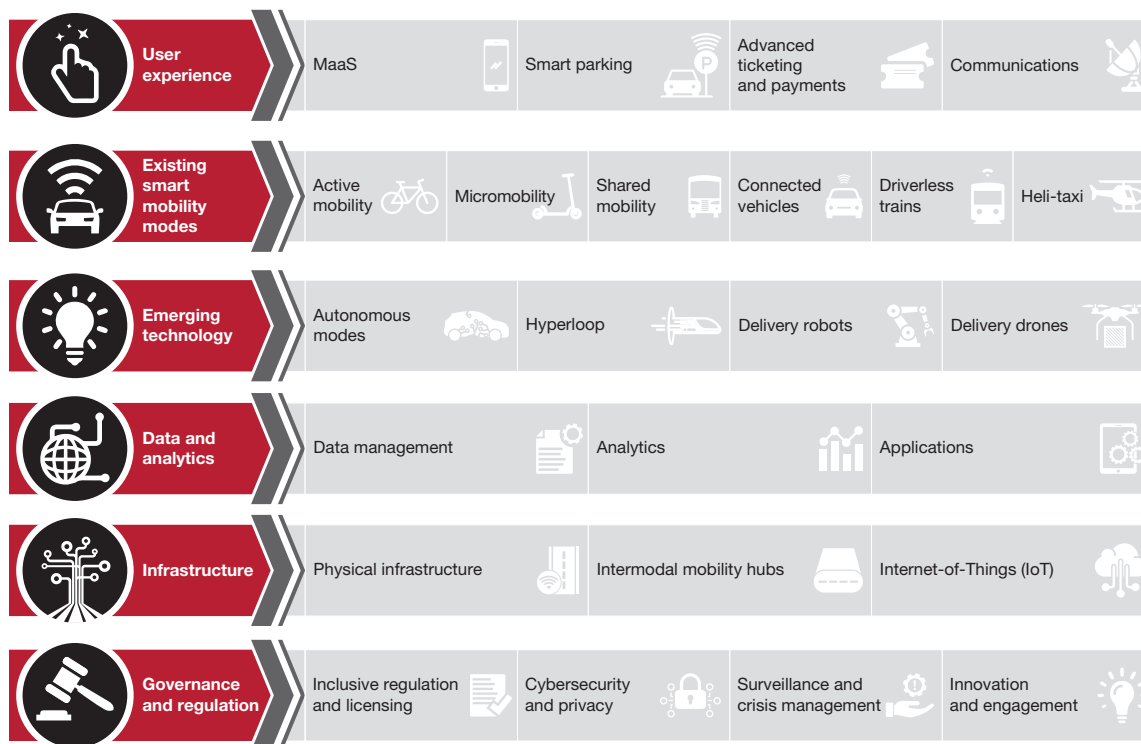 User
experience
MaaS
Smart parking
P
Advanced
ticketing
and payments
Communications
Existing
smart
mobility
modes
Active
mobility
Micromobility
Shared
mobility
Connected
vehicles
Driverless
trains
Heli-taxi
Emerging
technology
Autonomous
modes
Hyperloop
Delivery robots
Delivery drones
Data and
analytics
Data management
Analytics
Applications
Infrastructure
Physical infrastructure
Intermodal mobility hubs
Internet-of-Things (IoT)
Governance
and regulation
Inclusive regulation
and licensing
Cybersecurity
and privacy
Surveillance and
crisis management
Innovation
and engagement